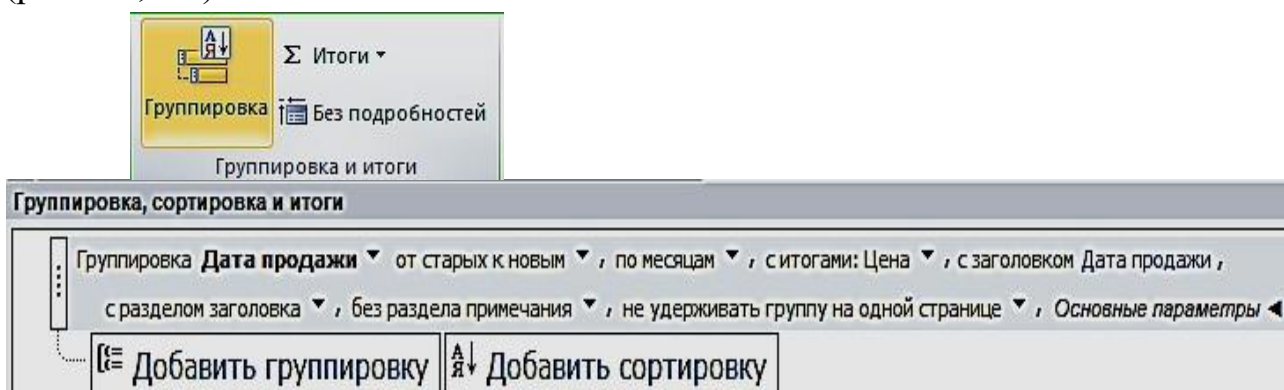 Σ Итоги
Группировка
Без подробностей
Группировка и итоги
Группировка, сортировка и итоги
Группировка Дата продажи ▼ от старых к новым ▼ , по месяцам ▼ , с итогами: Цена ▼ , с заголовком Дата продажи ,
с разделом заголовка ▼ , без раздела примечания ▼ , не удерживать группу на одной странице ▼ , Основные параметры ◄
Добавить группировку АЯ↓ Добавить сортировку